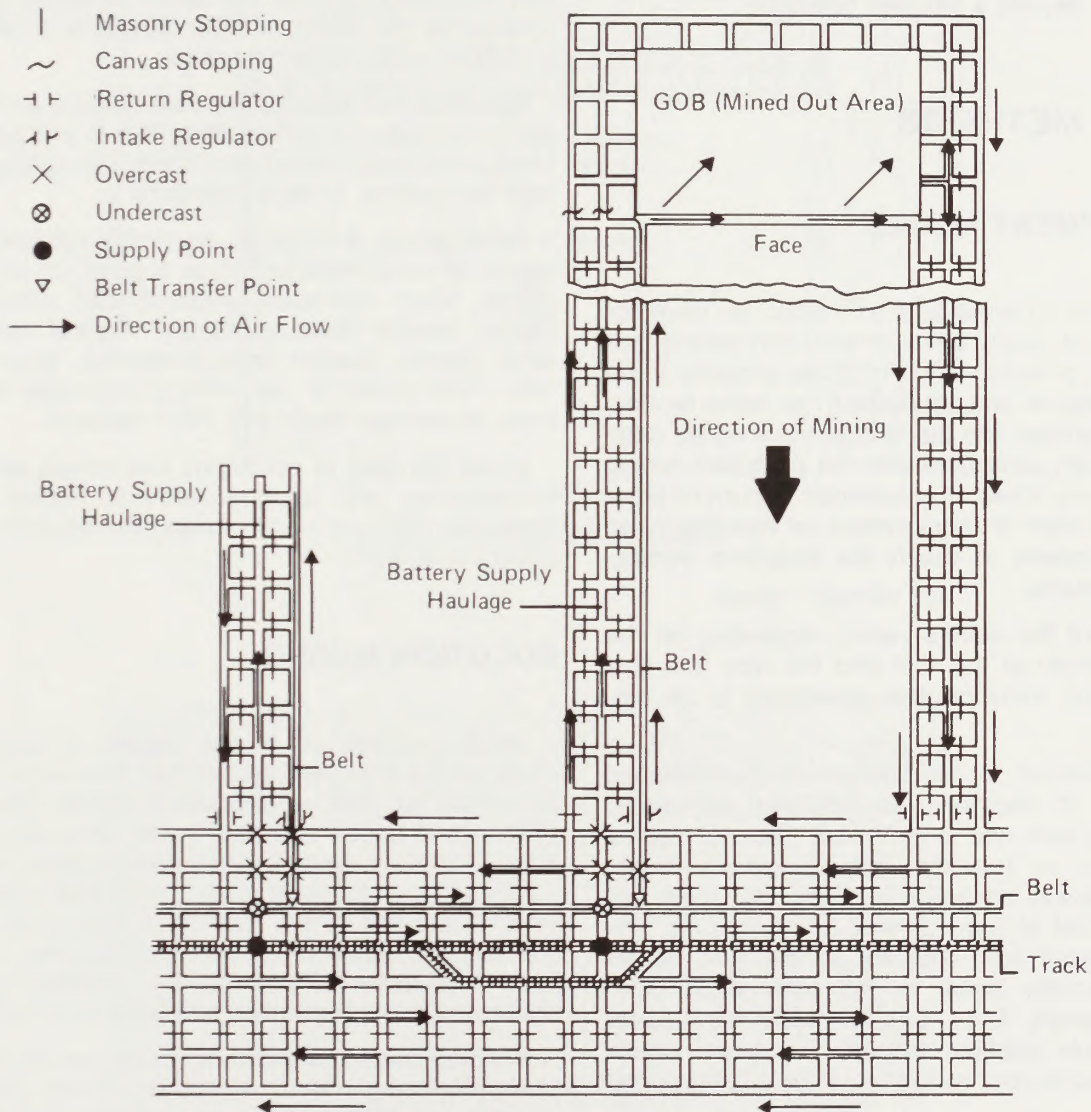 Masonry Stopping
Canvas Stopping
Return Regulator
Intake Regulator
Overcast
Undercast
Supply Point
Belt Transfer Point
Direction of Air Flow
GOB (Mined Out Area)
Face
Direction of Mining
Battery Supply
Haulage
Battery Supply
Haulage
Belt
Belt
Belt
Track